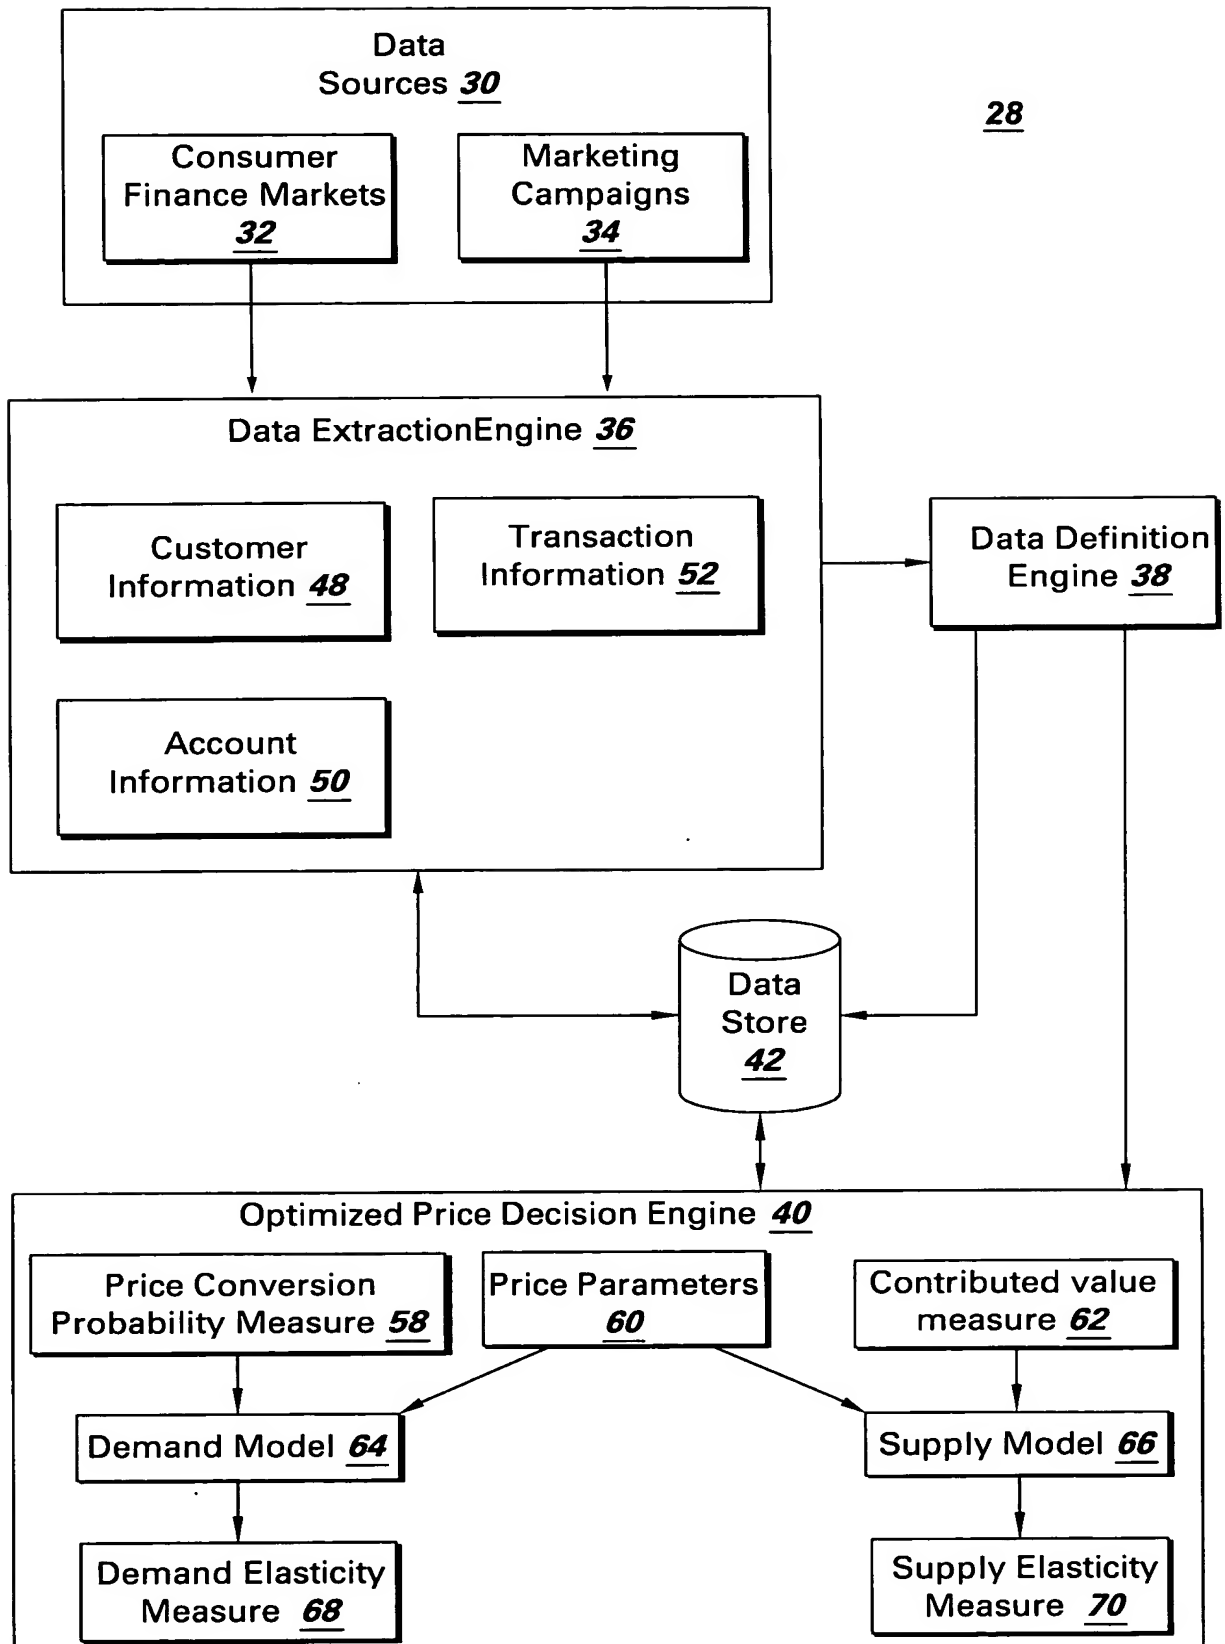 Data
Sources 30
28
Consumer
Finance Markets
32
Marketing
Campaigns
34
Data ExtractionEngine 36
Customer
Information 48
Transaction
Information 52
Data Definition
Engine 38
Account
Information 50
Data
Store
42
Optimized Price Decision Engine 40
Price Conversion
Probability Measure 58
Price Parameters
60
Contributed value
measure 62
Demand Model 64
Supply Model 66
Demand Elasticity
Measure 68
Supply Elasticity
Measure 70